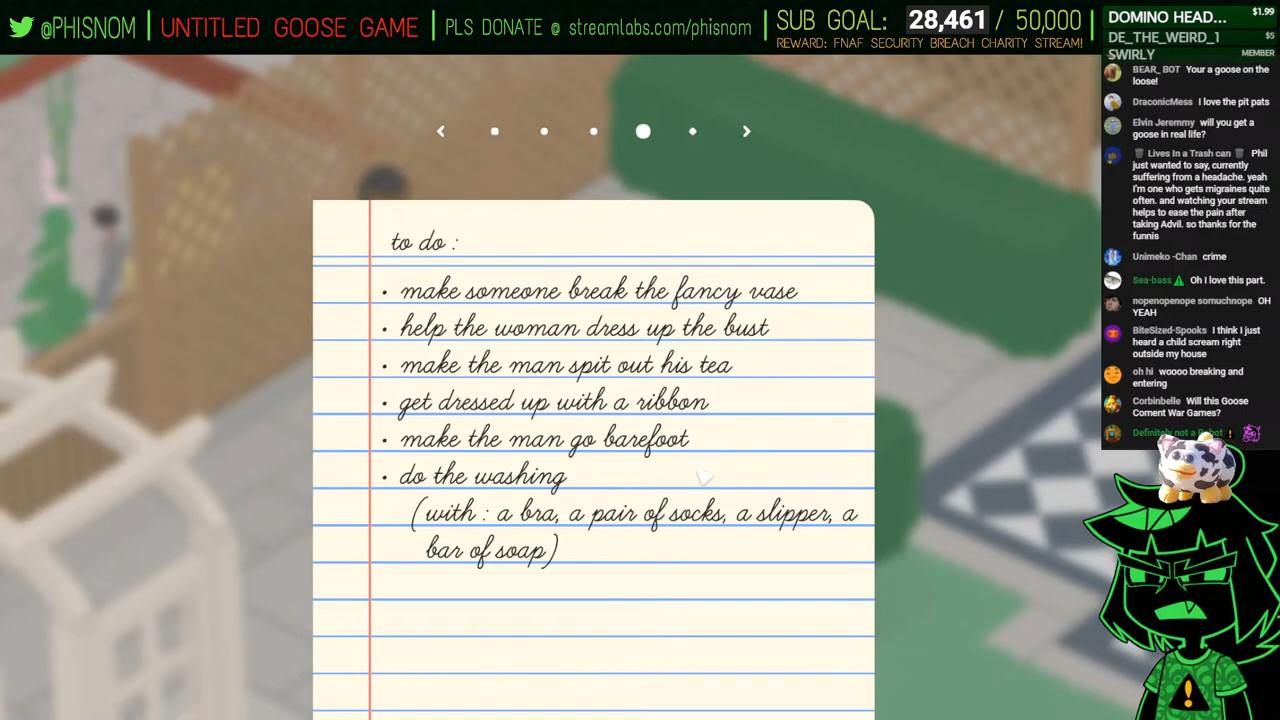 @PHISNOM | UNTITLED GOOSE GAME | PLS DONATE @ streamlabs.com/phisnom | SUB GOAL: 28,461 / 50,000
REWARD: FNAF SECURITY BREACH CHARITY STREAM!
DOMINO HEAD... $1.99
DE_THE_WEIRD_1 $5
SWIRLY MEMBER
to do :
• make someone break the fancy vase
• help the woman dress up the bust
• make the man spit out his tea
• get dressed up with a ribbon
• make the man go barefoot
• do the washing
(with : a bra, a pair of socks, a slipper, a
bar of soap)
BEAR_BOT Your a goose on the
loose!
DraconicMess I love the pit pats
Elvin Jeremmy will you get a
goose in real life?
🗑 Lives In a Trash can 🗑 Phil
just wanted to say, currently
suffering from a headache. yeah
I'm one who gets migraines quite
often. and watching your stream
helps to ease the pain after
taking Advil. so thanks for the
funnis
Unimeko -Chan crime
Sea-bass Oh I love this part.
nopenopenope somuchnope OH
YEAH
BiteSized-Spooks I think I just
heard a child scream right
outside my house
oh hi woooo breaking and
entering
Corbinbelle Will this Goose
Coment War Games?
Definitely not a Robot !